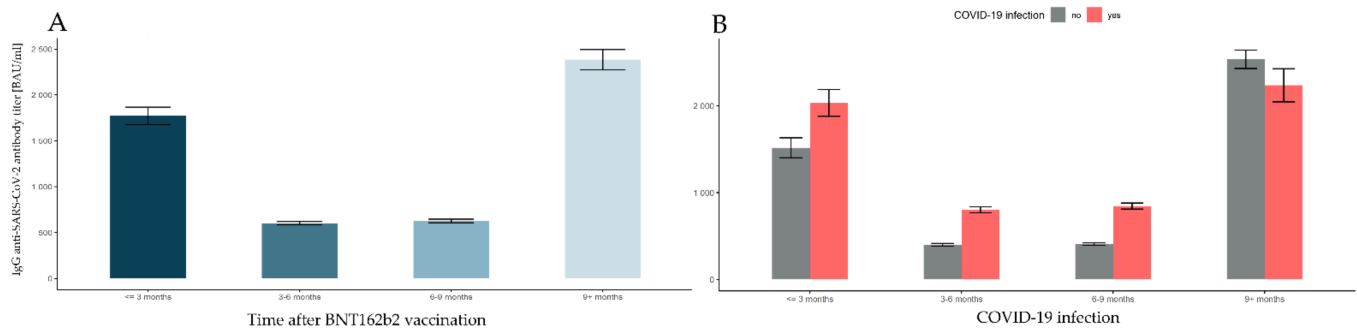 A
IgG anti-SARS-CoV-2 antibody titer [BAU/ml]
2 500
2 000
1 500
1 000
500
0
<= 3 months
3-6 months
6-9 months
9+ months
Time after BNT162b2 vaccination
B
COVID-19 infection no yes
2 000
1 000
0
<= 3 months
3-6 months
6-9 months
9+ months
COVID-19 infection